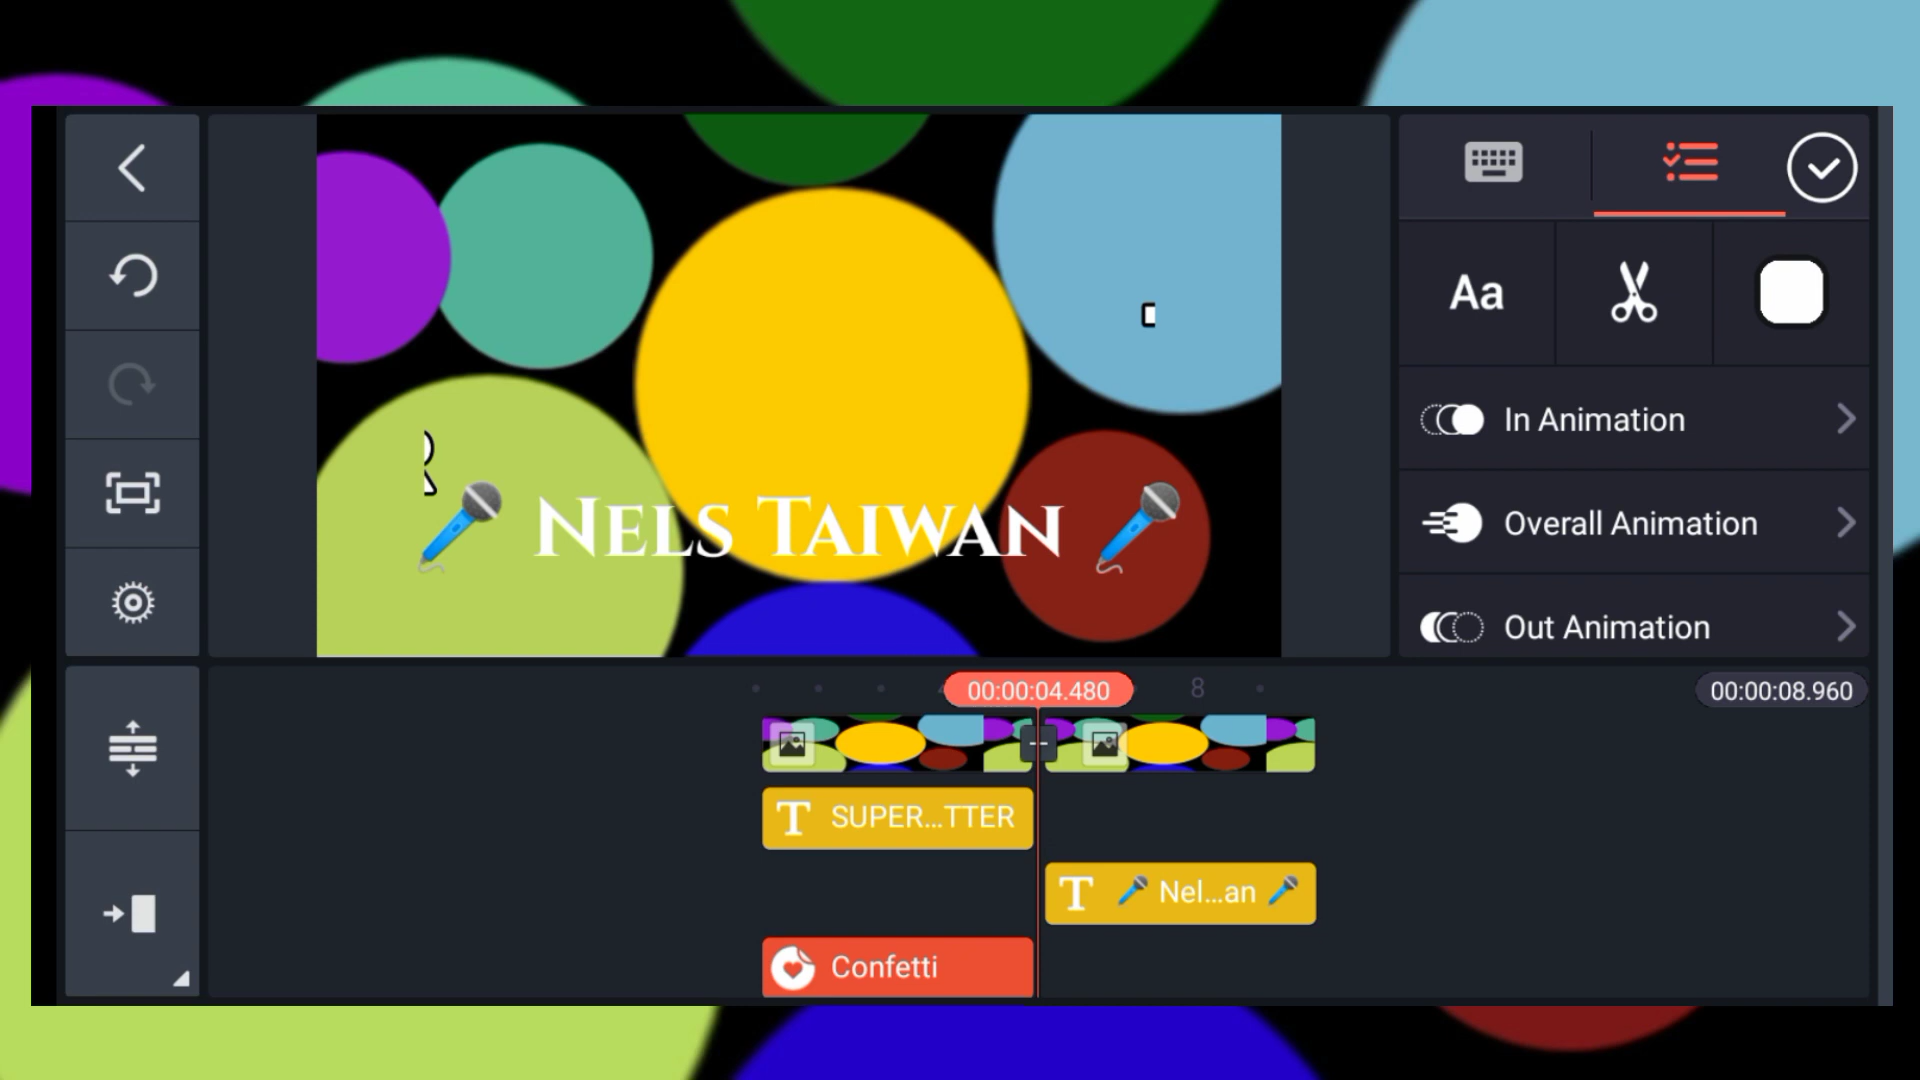 Aa
In Animation
Overall Animation
Out Animation
R
🎤 NELS TAIWAN 🎤
00:00:04.480
8
00:00:08.960
T SUPER...TTER
T 🎤 Nel...an 🎤
Confetti